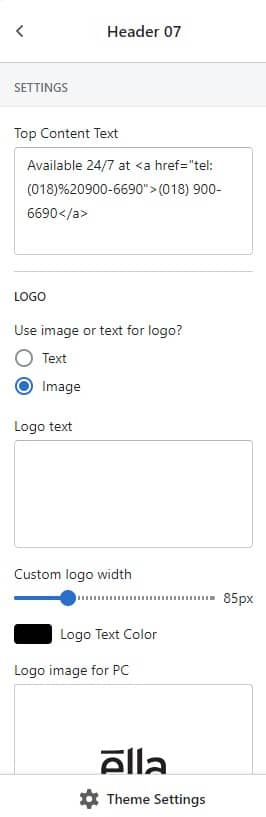 Header 07
SETTINGS
Top Content Text
Available 24/7 at <a href="tel:
(018)%20900-6690">(018) 900-
6690</a>
LOGO
Use image or text for logo?
Text
Image
Logo text
Custom logo width
85px
Logo Text Color
Logo image for PC
ēlla
Theme Settings